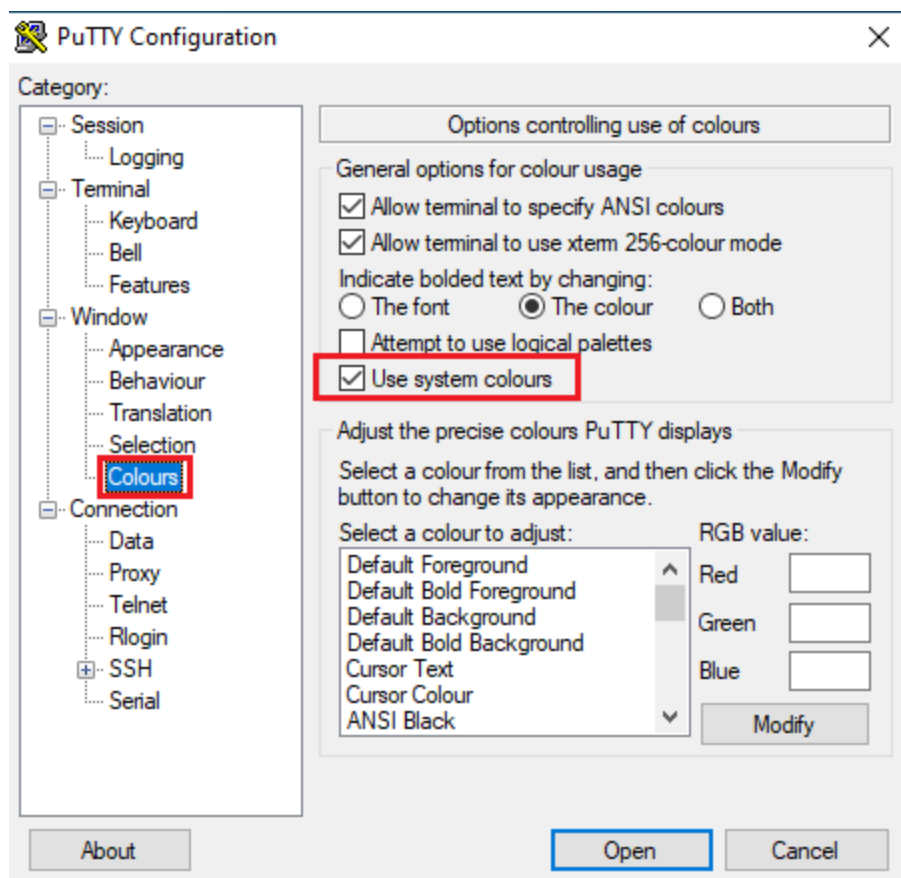 PuTTY Configuration
Category:
Session
Logging
Terminal
Keyboard
Bell
Features
Window
Appearance
Behaviour
Translation
Selection
Colours
Connection
Data
Proxy
Telnet
Rlogin
SSH
Serial
Options controlling use of colours
General options for colour usage
Allow terminal to specify ANSI colours
Allow terminal to use xterm 256-colour mode
Indicate bolded text by changing:
The font The colour Both
Attempt to use logical palettes
Use system colours
Adjust the precise colours PuTTY displays
Select a colour from the list, and then click the Modify
button to change its appearance.
Select a colour to adjust:
Default Foreground
Default Bold Foreground
Default Background
Default Bold Background
Cursor Text
Cursor Colour
ANSI Black
RGB value:
Red
Green
Blue
Modify
About Open Cancel